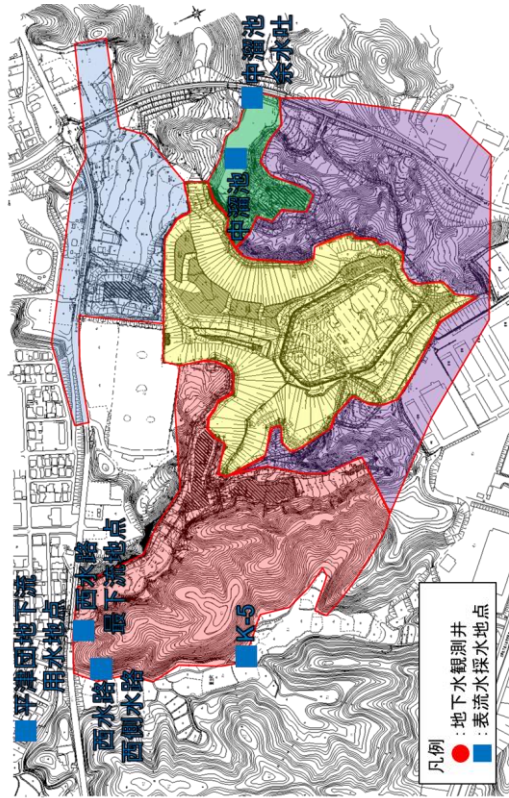 中溜池
余水吐
中溜池
平津団地下流
用水地点
西水路
最下流地点
西水路
西側水路
K-5
凡例
：地下水観測井
：表流水採水地点